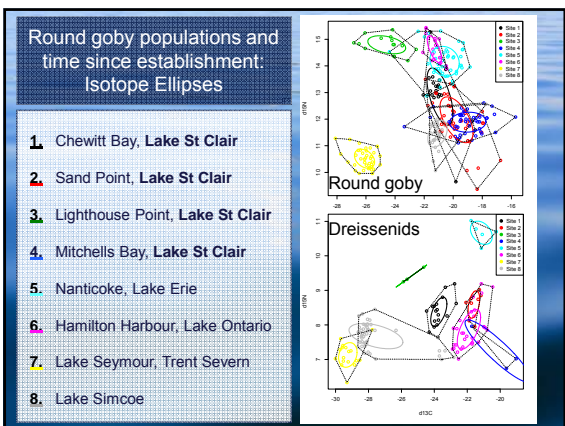 Round goby populations and
time since establishment:
Isotope Ellipses
1. Chewitt Bay, Lake St Clair
2. Sand Point, Lake St Clair
3. Lighthouse Point, Lake St Clair
4. Mitchells Bay, Lake St Clair
5. Nanticoke, Lake Erie
6. Hamilton Harbour, Lake Ontario
7. Lake Seymour, Trent Severn
8. Lake Simcoe
Site 1
Site 2
Site 3
Site 4
Site 5
Site 6
Site 7
Site 8
d15N
15
14
13
12
11
10
Round goby
-28 -26 -24 -22 -20 -18 -16
Dreissenids
Site 1
Site 2
Site 3
Site 4
Site 5
Site 6
Site 7
Site 8
d15N
11
10
9
8
7
-30 -28 -26 -24 -22 -20
d13C